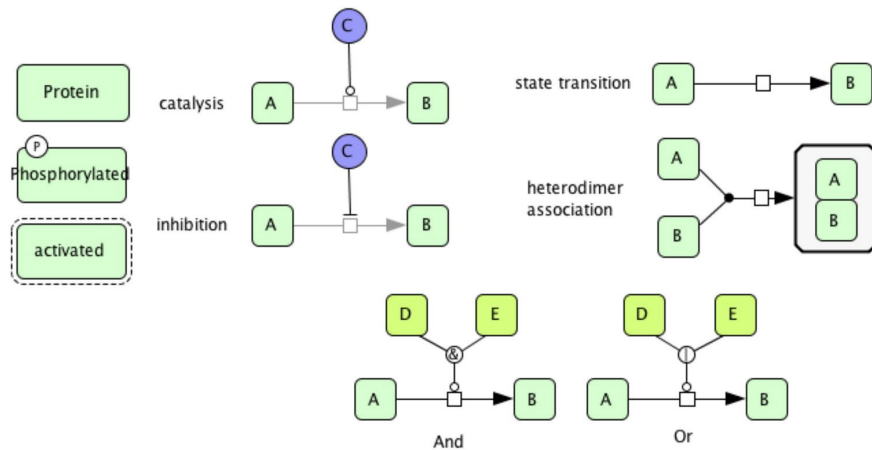 Protein
P
Phosphorylated
activated
catalysis
C
A
B
inhibition
C
A
B
state transition
A
B
heterodimer
association
A
B
A
B
D
E
&
A
B
And
D
E
|
A
B
Or